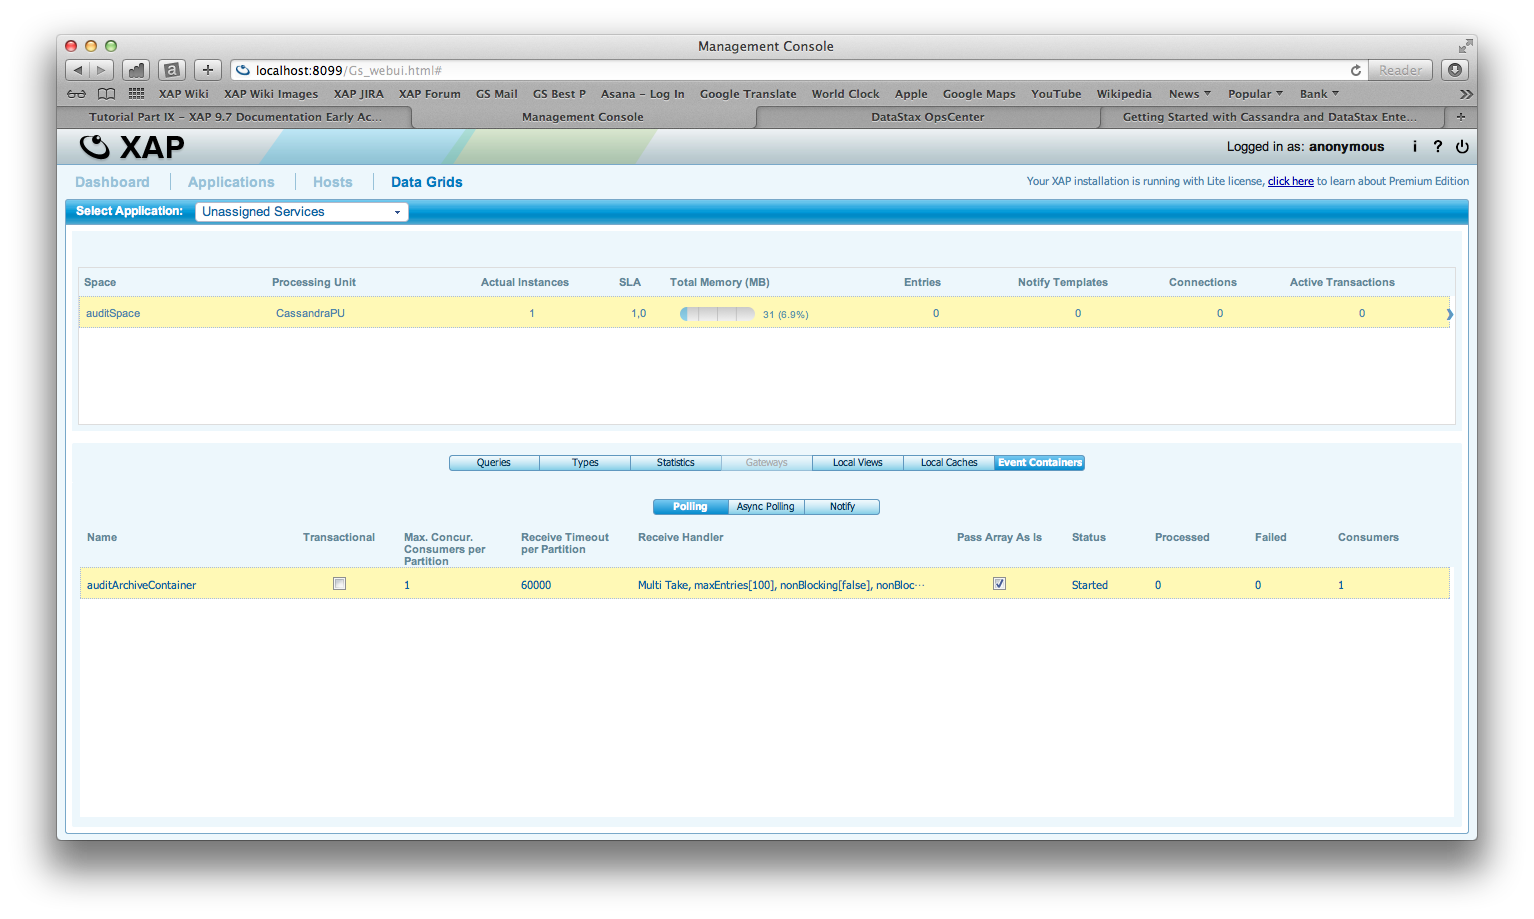 Management Console
localhost:8099/Gs_webui.html#
Reader
XAP Wiki XAP Wiki Images XAP JIRA XAP Forum GS Mail GS Best P Asana - Log In Google Translate World Clock Apple Google Maps YouTube Wikipedia News Popular Bank
Tutorial Part IX - XAP 9.7 Documentation Early Ac... Management Console DataStax OpsCenter Getting Started with Cassandra and DataStax Ente...
XAP
Logged in as: anonymous i ?
Dashboard Applications Hosts Data Grids
Your XAP installation is running with Lite license, click here to learn about Premium Edition
Select Application: Unassigned Services
Space Processing Unit Actual Instances SLA Total Memory (MB) Entries Notify Templates Connections Active Transactions
auditSpace CassandraPU 1 1,0 31 (6.9%) 0 0 0 0
Queries Types Statistics Gateways Local Views Local Caches Event Containers
Polling Async Polling Notify
Name Transactional Max. Concur. Consumers per Partition Receive Timeout per Partition Receive Handler Pass Array As Is Status Processed Failed Consumers
auditArchiveContainer 1 60000 Multi Take, maxEntries[100], nonBlocking[false], nonBloc... Started 0 0 1